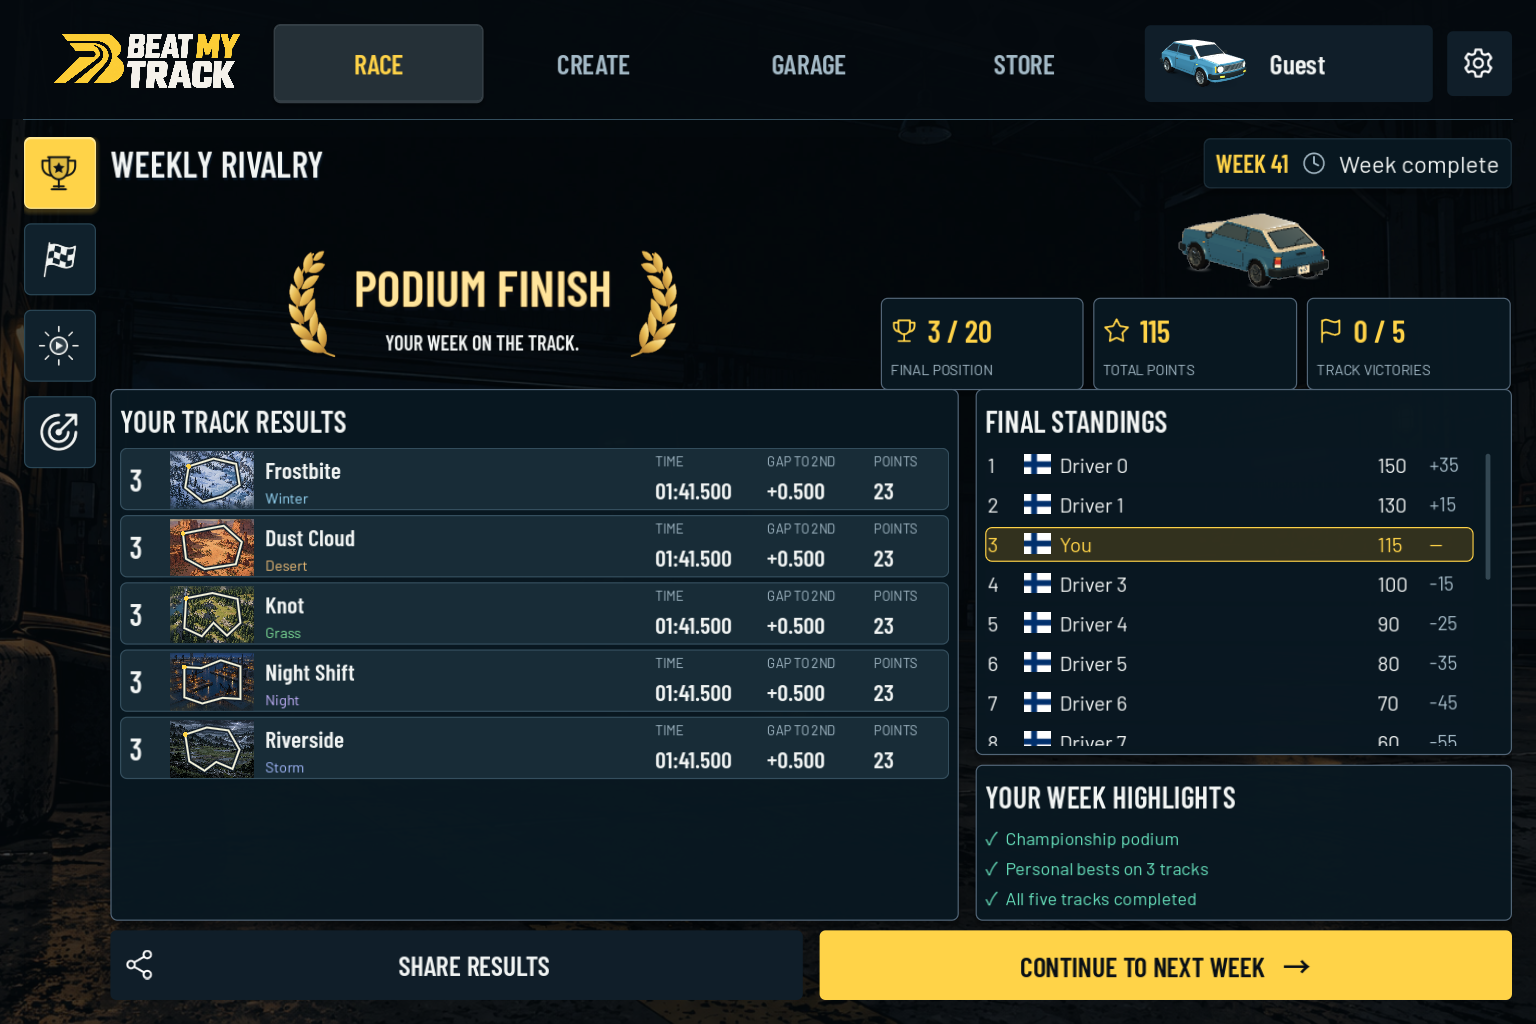 BEAT MY
TRACK
RACE
CREATE
GARAGE
STORE
Guest
WEEKLY RIVALRY
WEEK 41 Week complete
PODIUM FINISH
YOUR WEEK ON THE TRACK.
3 / 20
FINAL POSITION
115
TOTAL POINTS
0 / 5
TRACK VICTORIES
YOUR TRACK RESULTS
3 Frostbite Winter TIME 01:41.500 GAP TO 2ND +0.500 POINTS 23
3 Dust Cloud Desert TIME 01:41.500 GAP TO 2ND +0.500 POINTS 23
3 Knot Grass TIME 01:41.500 GAP TO 2ND +0.500 POINTS 23
3 Night Shift Night TIME 01:41.500 GAP TO 2ND +0.500 POINTS 23
3 Riverside Storm TIME 01:41.500 GAP TO 2ND +0.500 POINTS 23
FINAL STANDINGS
1 Driver 0 150 +35
2 Driver 1 130 +15
3 You 115 –
4 Driver 3 100 -15
5 Driver 4 90 -25
6 Driver 5 80 -35
7 Driver 6 70 -45
8 Driver 7 60 -55
YOUR WEEK HIGHLIGHTS
✓ Championship podium
✓ Personal bests on 3 tracks
✓ All five tracks completed
SHARE RESULTS
CONTINUE TO NEXT WEEK →